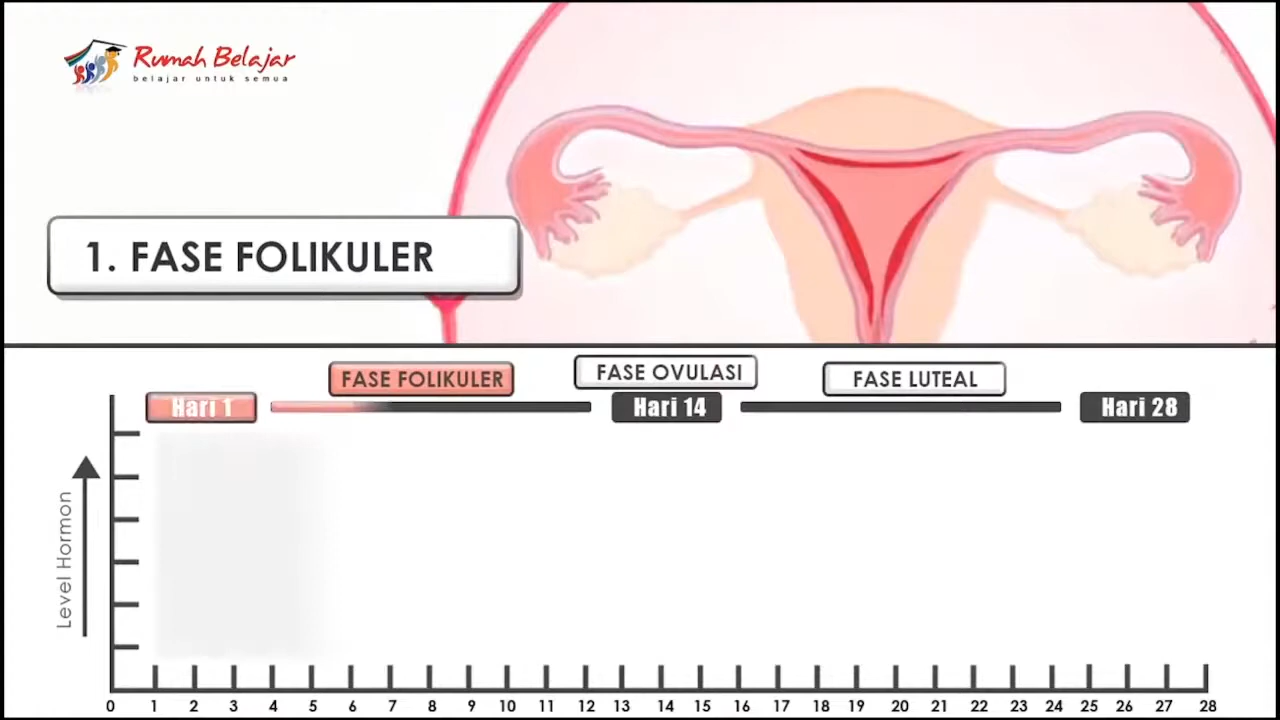 Rumah Belajar
belajar untuk semua
1. FASE FOLIKULER
FASE FOLIKULER
FASE OVULASI
FASE LUTEAL
Hari 1
Hari 14
Hari 28
Level Hormon
0 1 2 3 4 5 6 7 8 9 10 11 12 13 14 15 16 17 18 19 20 21 22 23 24 25 26 27 28